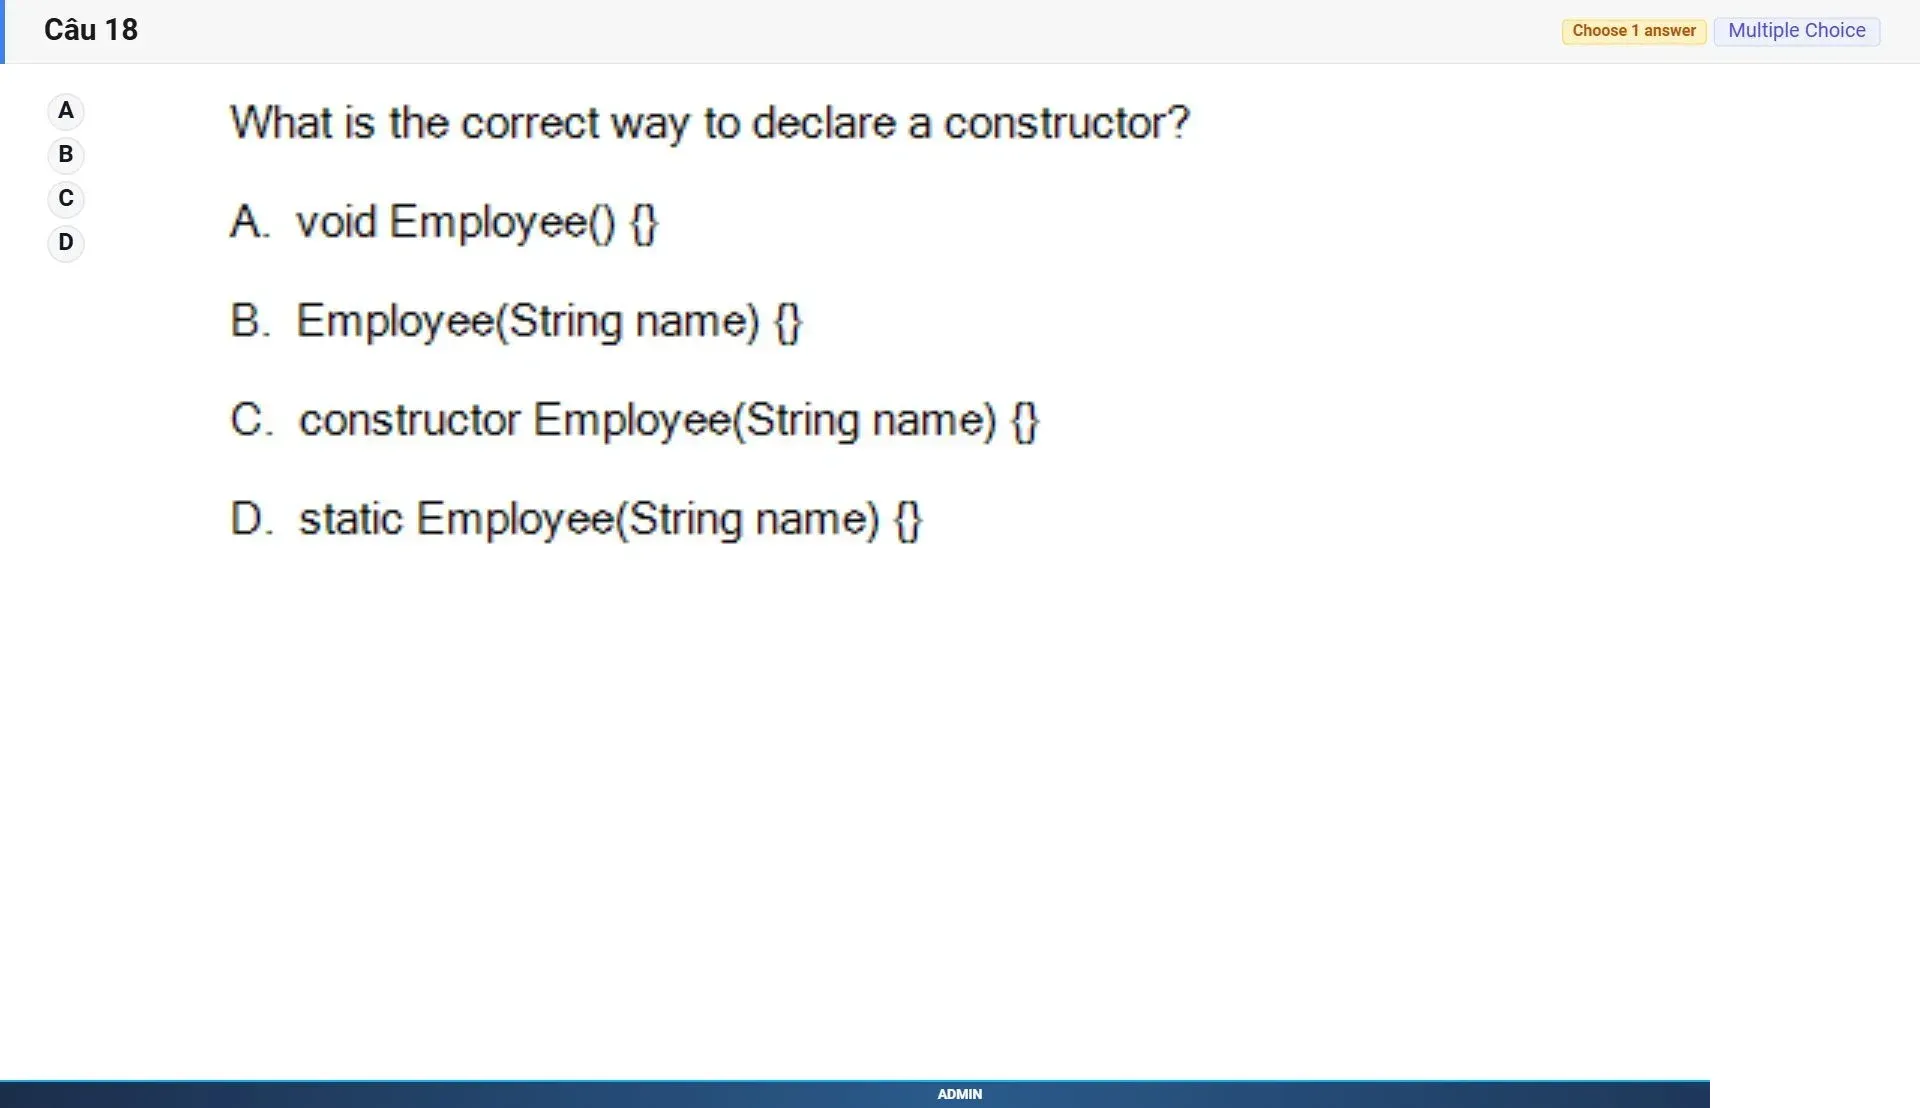 Câu 18
Choose 1 answer
Multiple Choice
A
B
C
D
What is the correct way to declare a constructor?
A. void Employee() {}
B. Employee(String name) {}
C. constructor Employee(String name) {}
D. static Employee(String name) {}
ADMIN